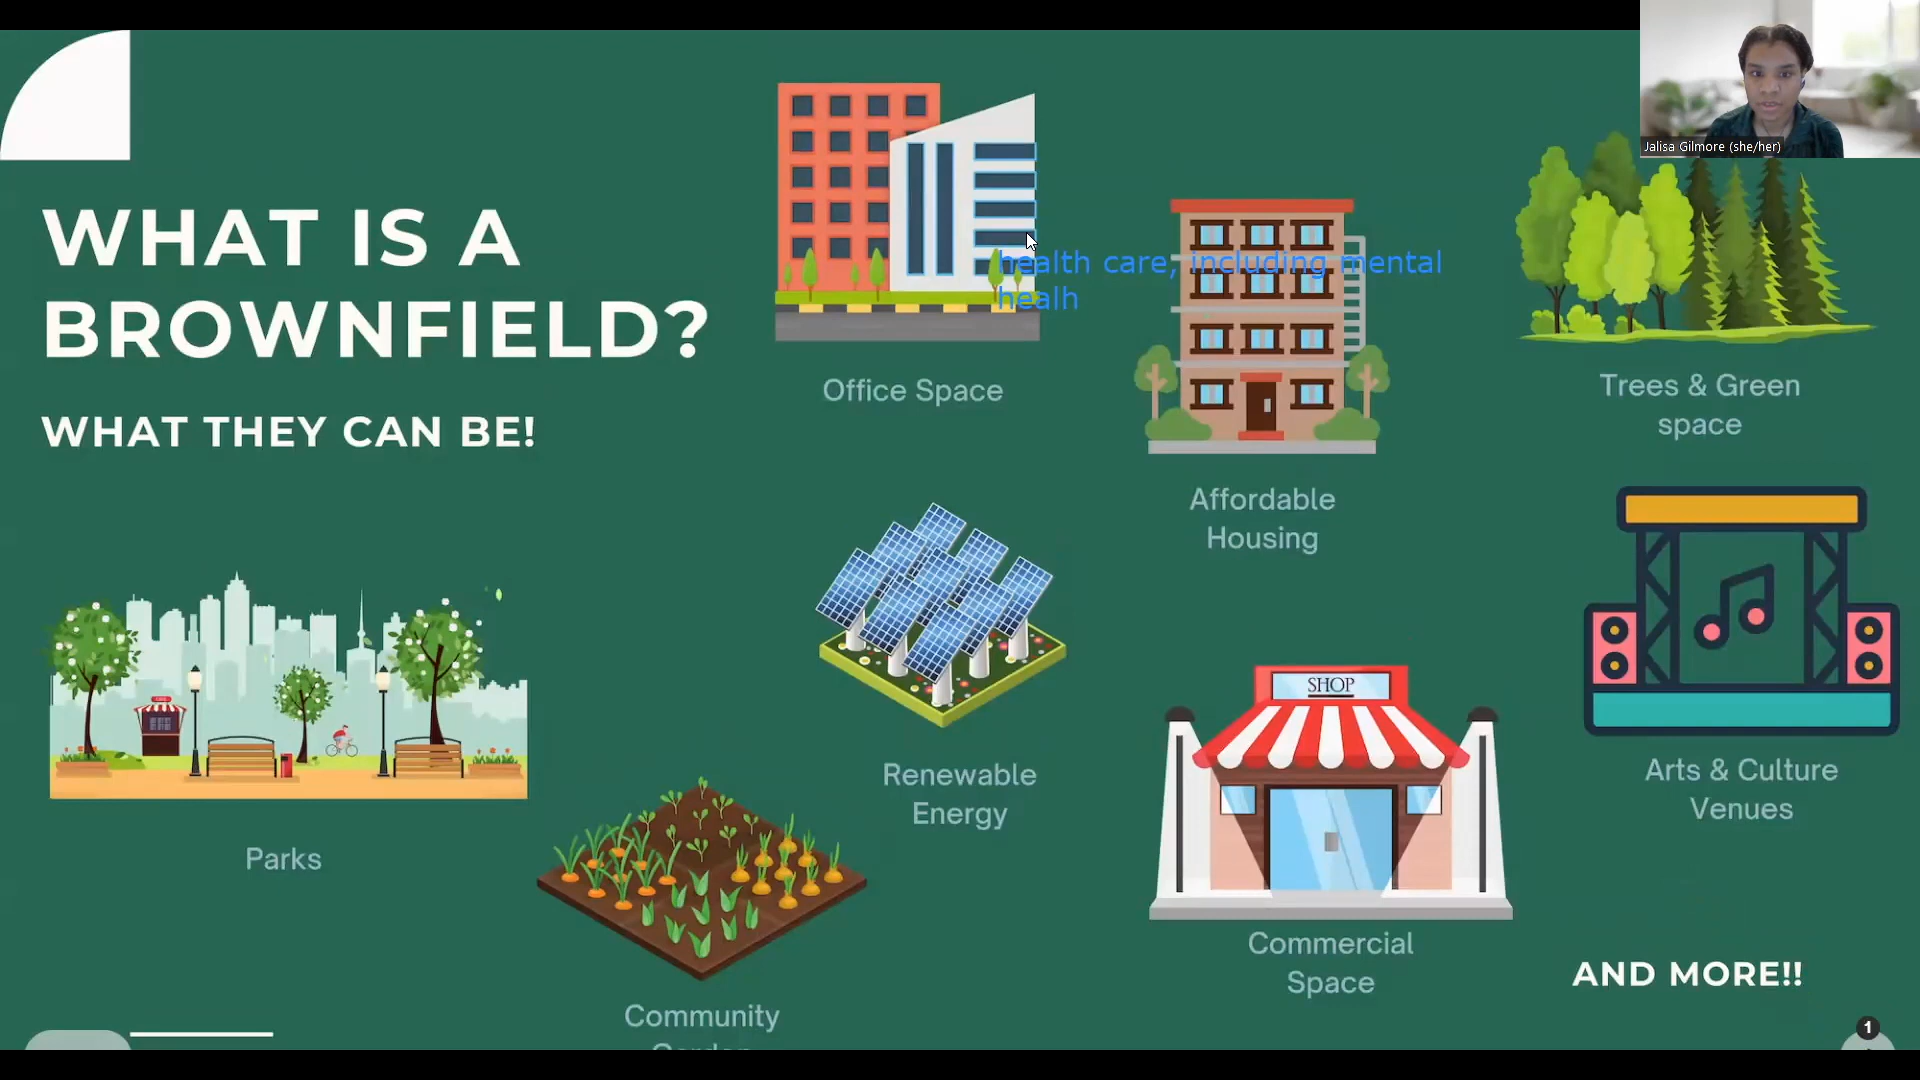 Jalisa Gilmore (she/her)
WHAT IS A
BROWNFIELD?
WHAT THEY CAN BE!
Office Space
health care, including mental
healh
Affordable
Housing
Trees & Green
space
Parks
Renewable
Energy
SHOP
Arts & Culture
Venues
Community
Garden
Commercial
Space
AND MORE!!
1